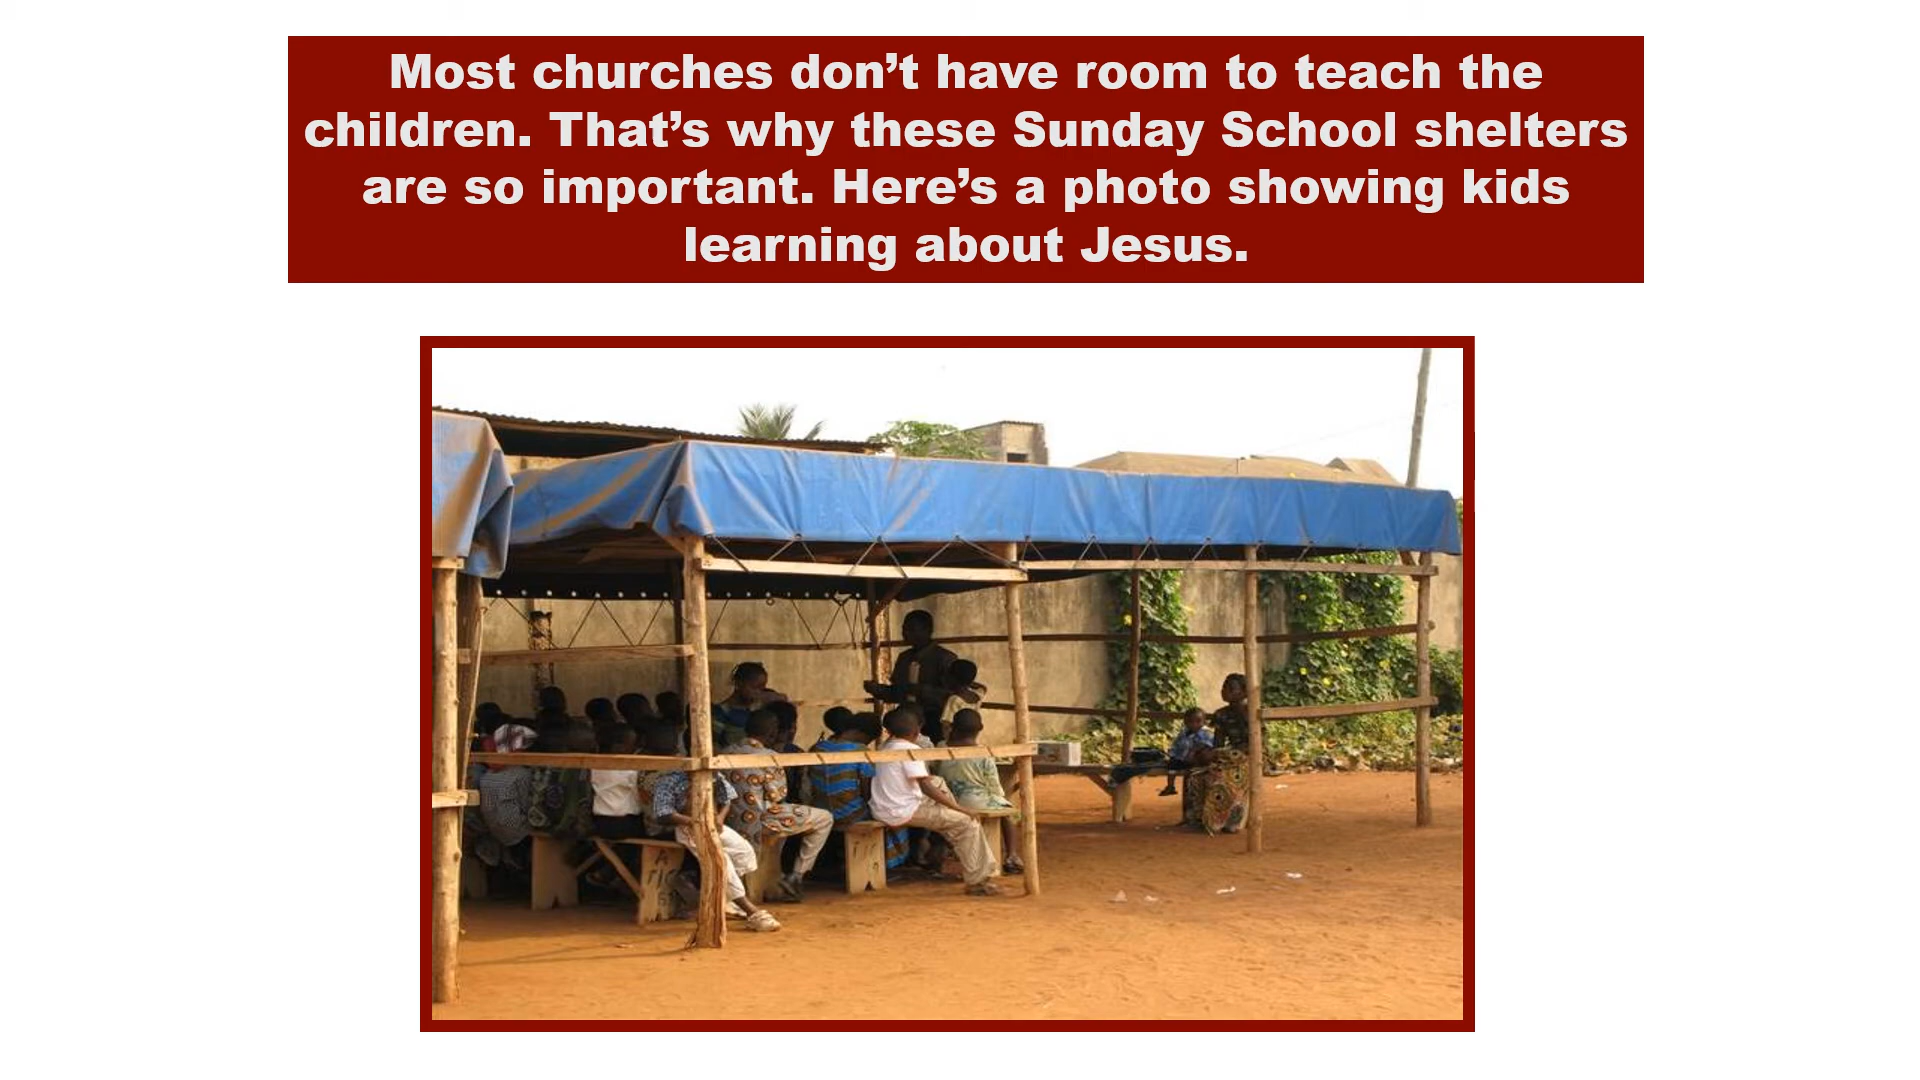 Most churches don’t have room to teach the
children. That’s why these Sunday School shelters
are so important. Here’s a photo showing kids
learning about Jesus.